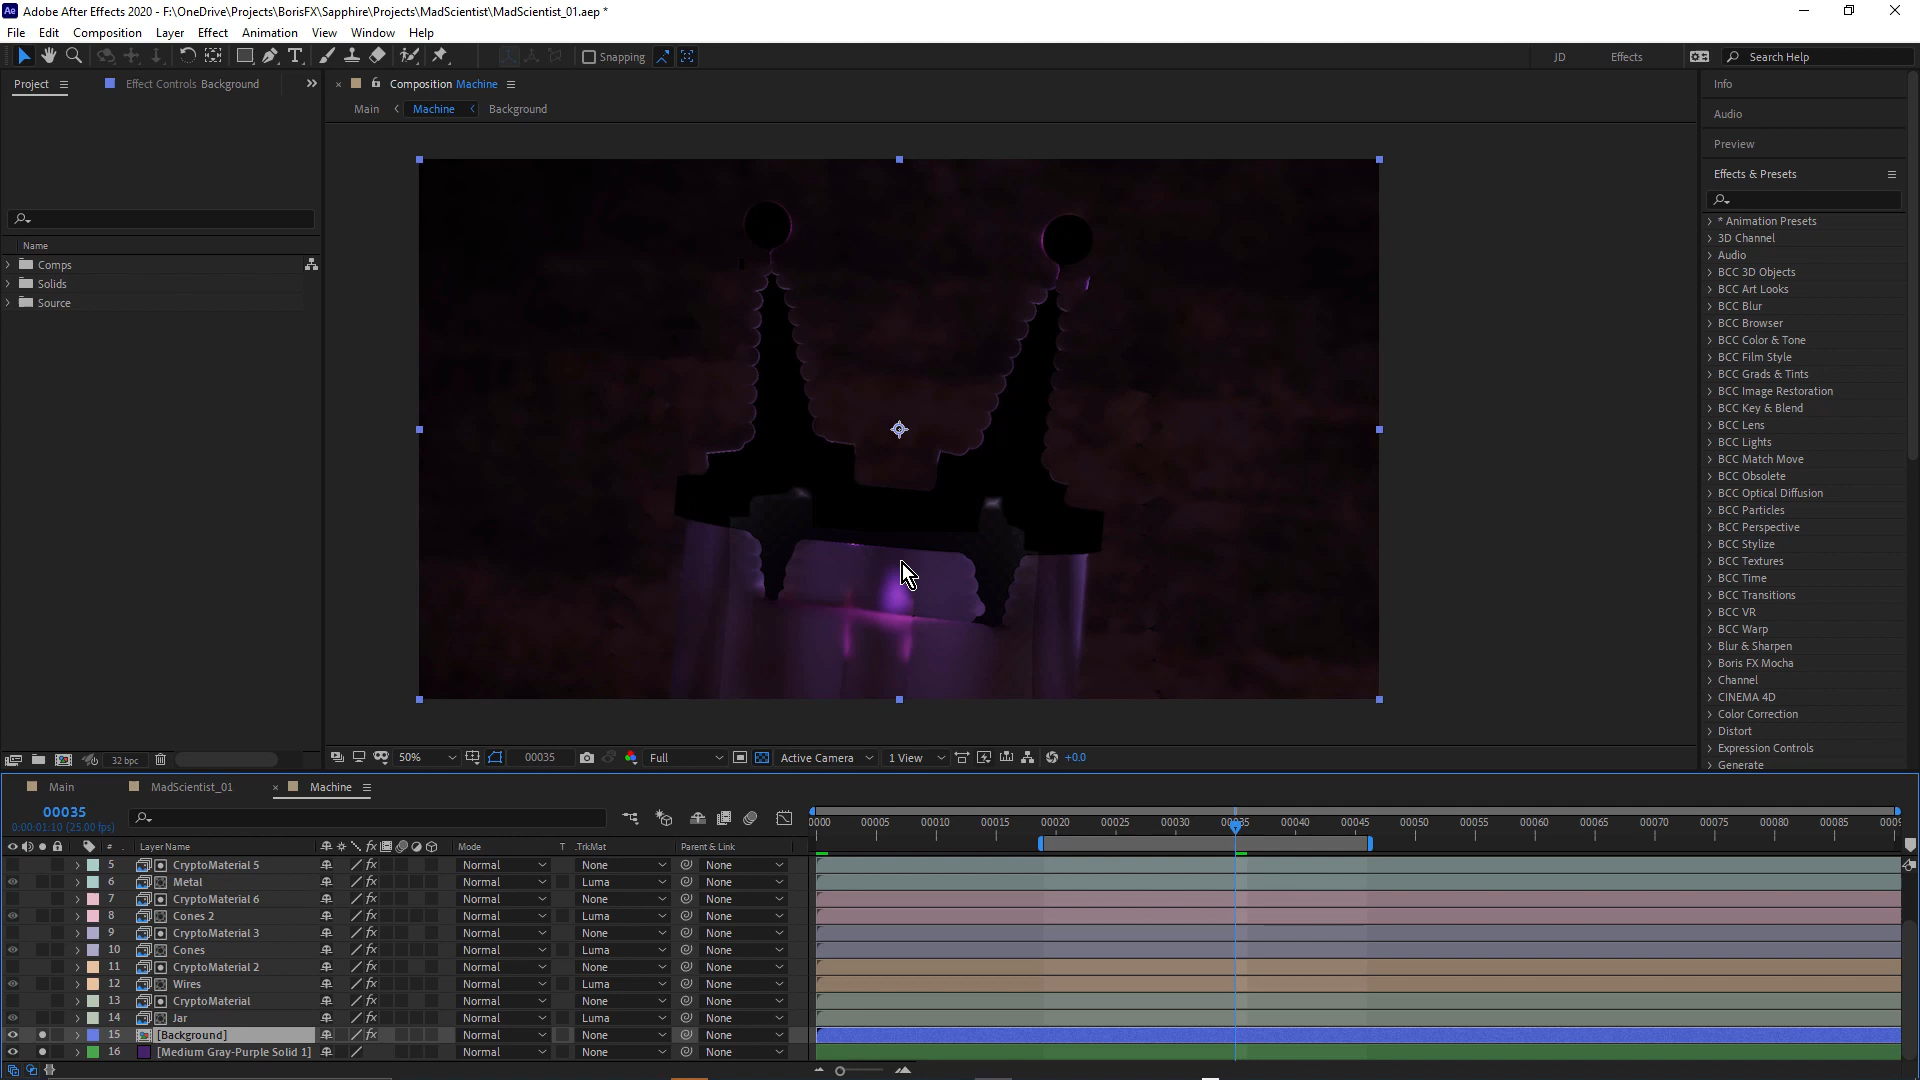 Adobe After Effects 2020 - F:\OneDrive\Projects\BorisFX\Sapphire\Projects\MadScientist\MadScientist_01.aep *
File Edit Composition Layer Effect Animation View Window Help
Snapping JD Effects Search Help
Project Effect Controls Background Composition Machine
Main Machine Background
Name
Comps
Solids
Source
Info
Audio
Preview
Effects & Presets
* Animation Presets
3D Channel
Audio
BCC 3D Objects
BCC Art Looks
BCC Blur
BCC Browser
BCC Color & Tone
BCC Film Style
BCC Grads & Tints
BCC Image Restoration
BCC Key & Blend
BCC Lens
BCC Lights
BCC Match Move
BCC Obsolete
BCC Optical Diffusion
BCC Particles
BCC Perspective
BCC Stylize
BCC Textures
BCC Time
BCC Transitions
BCC VR
BCC Warp
Blur & Sharpen
Boris FX Mocha
Channel
CINEMA 4D
Color Correction
Distort
Expression Controls
Generate
32 bpc 50% 00035 Full Active Camera 1 View +0.0
Main MadScientist_01 Machine
00035
0:00:01:10 (25.00 fps)
0000 00005 00010 00015 00020 00025 00030 00035 00040 00045 00050 00055 00060 00065 00070 00075 00080 00085 0009
# Layer Name Mode T .TrkMat Parent & Link
5 CryptoMaterial 5 Normal None None
6 Metal Normal Luma None
7 CryptoMaterial 6 Normal None None
8 Cones 2 Normal Luma None
9 CryptoMaterial 3 Normal None None
10 Cones Normal Luma None
11 CryptoMaterial 2 Normal None None
12 Wires Normal Luma None
13 CryptoMaterial Normal None None
14 Jar Normal Luma None
15 [Background] Normal None None
16 [Medium Gray-Purple Solid 1] Normal None None